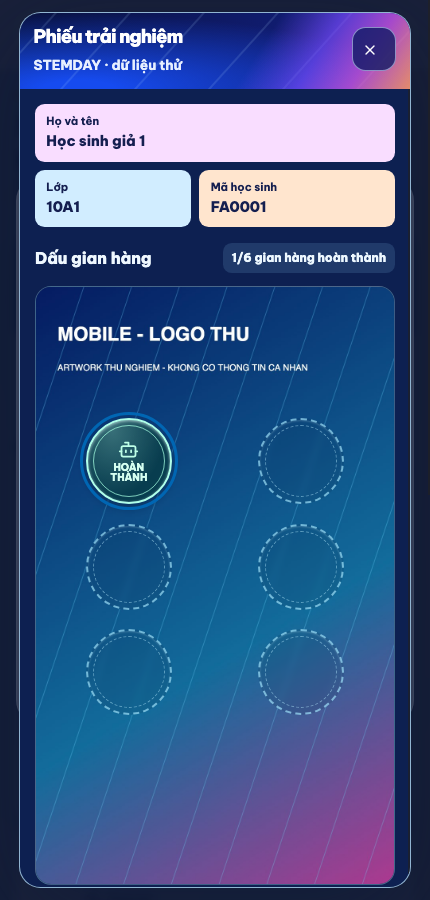 Phiếu trải nghiệm
STEMDAY · dữ liệu thử
×
Họ và tên
Học sinh giả 1
Lớp
10A1
Mã học sinh
FA0001
Dấu gian hàng
1/6 gian hàng hoàn thành
MOBILE - LOGO THU
ARTWORK THU NGHIEM - KHONG CO THONG TIN CA NHAN
HOÀN
THÀNH